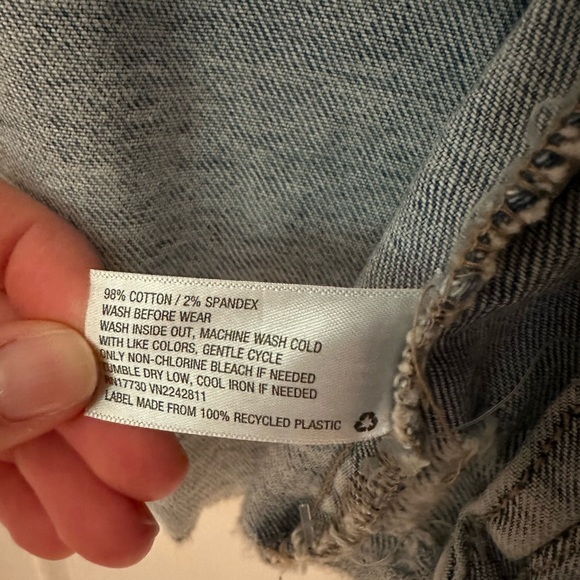 98% COTTON / 2% SPANDEX
WASH BEFORE WEAR
WASH INSIDE OUT, MACHINE WASH COLD
WITH LIKE COLORS, GENTLE CYCLE
ONLY NON-CHLORINE BLEACH IF NEEDED
TUMBLE DRY LOW, COOL IRON IF NEEDED
VN2242811
LABEL MADE FROM 100% RECYCLED PLASTIC